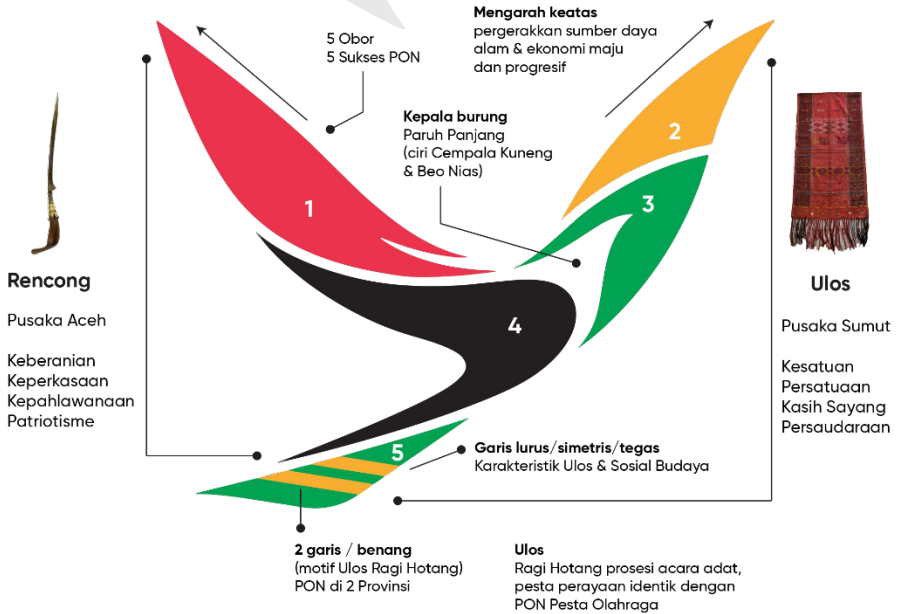 Mengarah keatas
pergerakkan sumber daya
alam & ekonomi maju
dan progresif
5 Obor
5 Sukses PON
Kepala burung
Paruh Panjang
(ciri Cempala Kuneng
& Beo Nias)
1
2
3
4
5
Rencong
Pusaka Aceh
Keberanian
Keperkasaan
Kepahlawanaan
Patriotisme
Ulos
Pusaka Sumut
Kesatuan
Persatuaan
Kasih Sayang
Persaudaraan
Garis lurus/simetris/tegas
Karakteristik Ulos & Sosial Budaya
2 garis / benang
(motif Ulos Ragi Hotang)
PON di 2 Provinsi
Ulos
Ragi Hotang prosesi acara adat,
pesta perayaan identik dengan
PON Pesta Olahraga